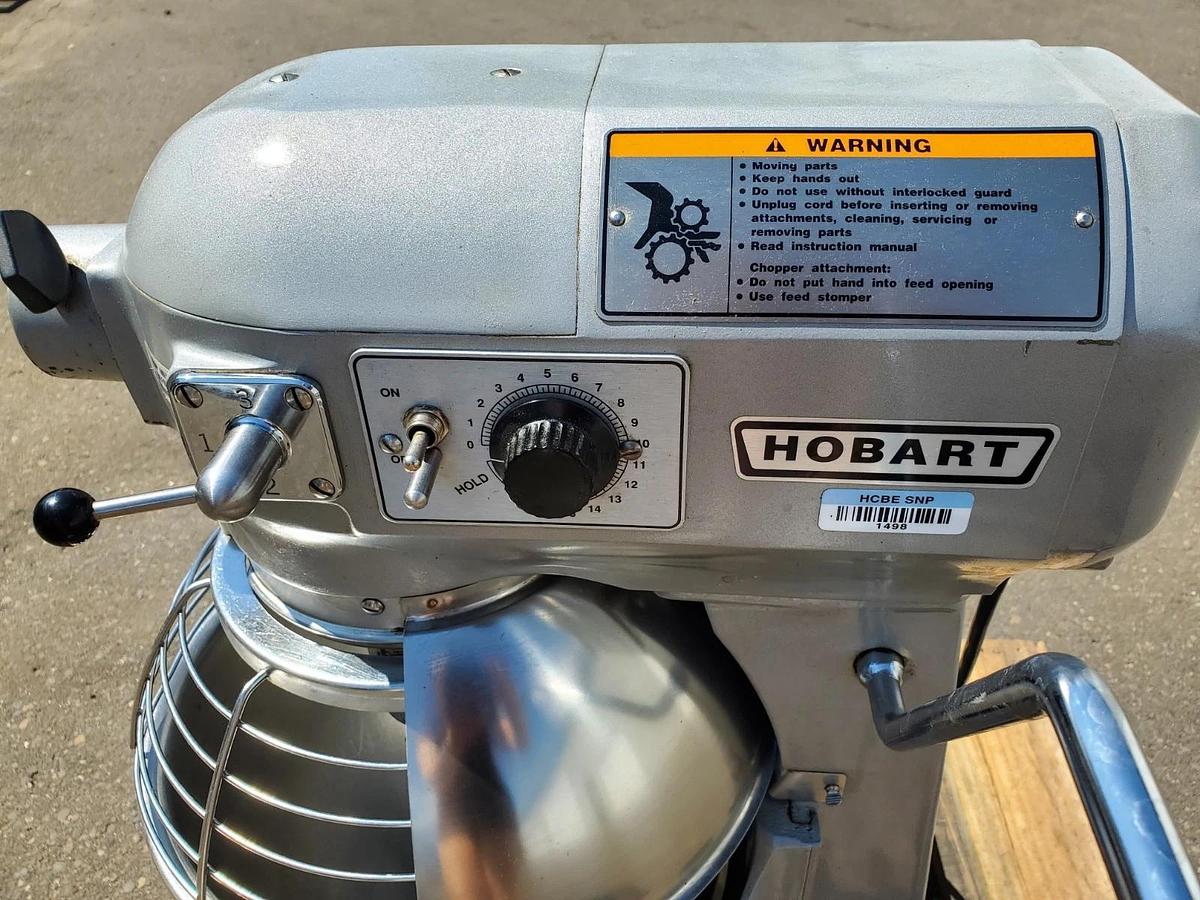 WARNING
• Moving parts
• Keep hands out
• Do not use without interlocked guard
• Unplug cord before inserting or removing
attachments, cleaning, servicing or
removing parts
• Read instruction manual
Chopper attachment:
• Do not put hand into feed opening
• Use feed stomper
3
1
2
ON
HOLD
0 1 2 3 4 5 6 7 8 9 10 11 12 13 14
HOBART
HCBE SNP
1498